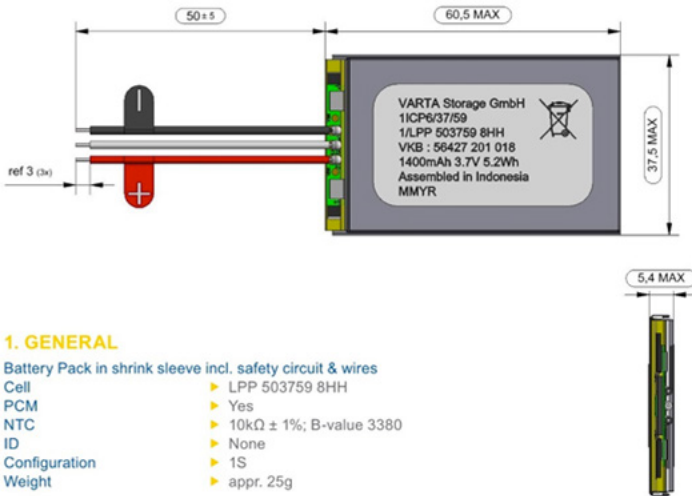 50 ± 5
60,5 MAX
VARTA Storage GmbH
1ICP6/37/59
1/LPP 503759 8HH
VKB : 56427 201 018
1400mAh 3.7V 5.2Wh
Assembled in Indonesia
MMYR
37,5 MAX
−
+
ref 3 (3x)
5,4 MAX
1. GENERAL
Battery Pack in shrink sleeve incl. safety circuit & wires
Cell ► LPP 503759 8HH
PCM ► Yes
NTC ► 10kΩ ± 1%; B-value 3380
ID ► None
Configuration ► 1S
Weight ► appr. 25g